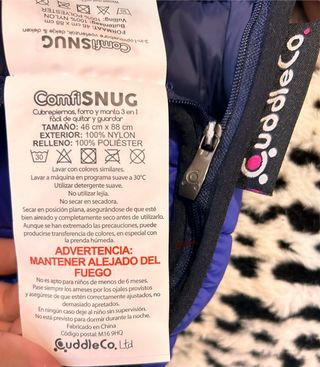 ComfiSNUG
Cubrepiernas, forro y manta 3 en 1
fácil de quitar y guardar
TAMAÑO: 46 cm x 88 cm
EXTERIOR: 100% NYLON
RELLENO: 100% POLIÉSTER
30
Lavar con colores similares.
Lavar a máquina en programa suave a 30°C
Utilizar detergente suave.
No utilizar lejía.
No secar en secadora.
Secar en posición plana, asegurándose de que esté
bien aireado y completamente seco antes de utilizarlo.
Aunque se han extremado las precauciones, puede
producirse transferencia de colores, en especial con
la prenda húmeda.
ADVERTENCIA:
MANTENER ALEJADO DEL
FUEGO
No es apto para niños de menos de 6 meses.
Pase siempre los arneses por los ojales provistos
y asegúrese de que estén correctamente ajustados, no
demasiado apretados.
En ningún caso deje al niño sin supervisión.
No está previsto para dormir durante la noche.
Fabricado en China
Código postal: M16 9HQ
CuddleCo. Ltd
ComfiSNUG
FORMAAT: 46 cm x 88 cm
CuddleCo.